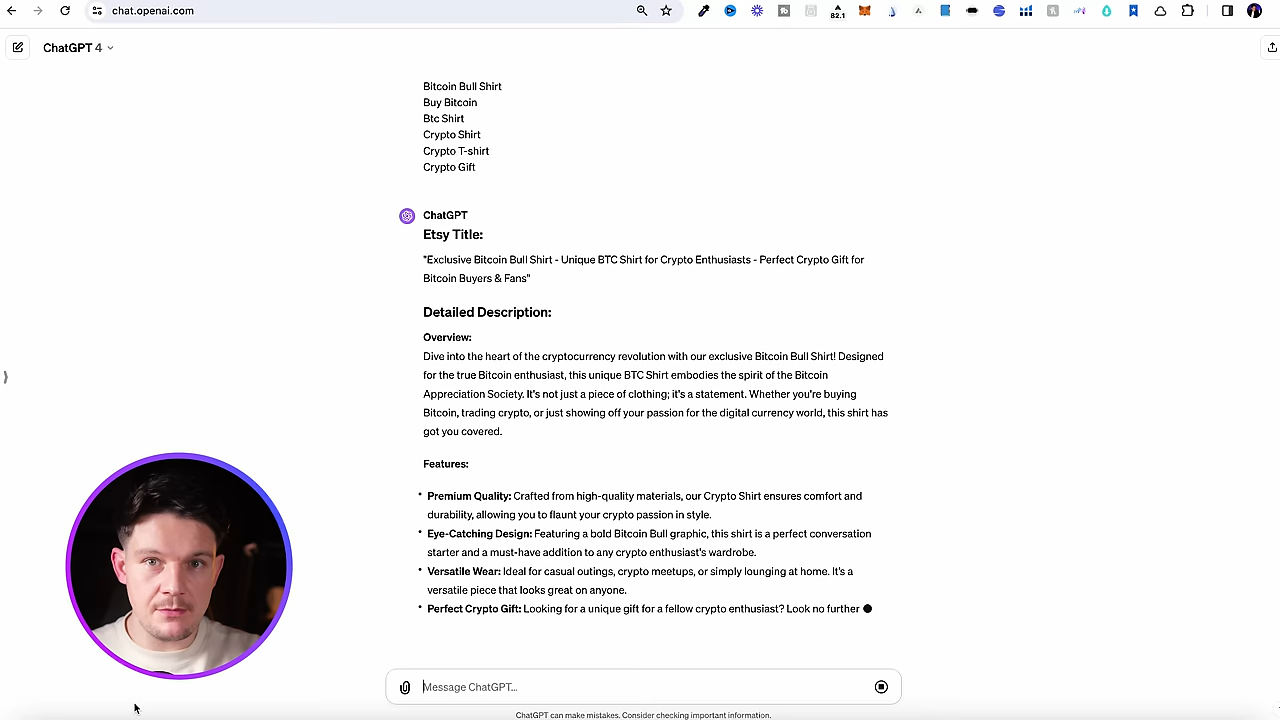 chat.openai.com
82.1
ChatGPT 4
Bitcoin Bull Shirt
Buy Bitcoin
Btc Shirt
Crypto Shirt
Crypto T-shirt
Crypto Gift
ChatGPT
Etsy Title:
"Exclusive Bitcoin Bull Shirt - Unique BTC Shirt for Crypto Enthusiasts - Perfect Crypto Gift for
Bitcoin Buyers & Fans"
Detailed Description:
Overview:
Dive into the heart of the cryptocurrency revolution with our exclusive Bitcoin Bull Shirt! Designed
for the true Bitcoin enthusiast, this unique BTC Shirt embodies the spirit of the Bitcoin
Appreciation Society. It's not just a piece of clothing; it's a statement. Whether you're buying
Bitcoin, trading crypto, or just showing off your passion for the digital currency world, this shirt has
got you covered.
Features:
• Premium Quality: Crafted from high-quality materials, our Crypto Shirt ensures comfort and
durability, allowing you to flaunt your crypto passion in style.
• Eye-Catching Design: Featuring a bold Bitcoin Bull graphic, this shirt is a perfect conversation
starter and a must-have addition to any crypto enthusiast's wardrobe.
• Versatile Wear: Ideal for casual outings, crypto meetups, or simply lounging at home. It's a
versatile piece that looks great on anyone.
• Perfect Crypto Gift: Looking for a unique gift for a fellow crypto enthusiast? Look no further
Message ChatGPT...
ChatGPT can make mistakes. Consider checking important information.